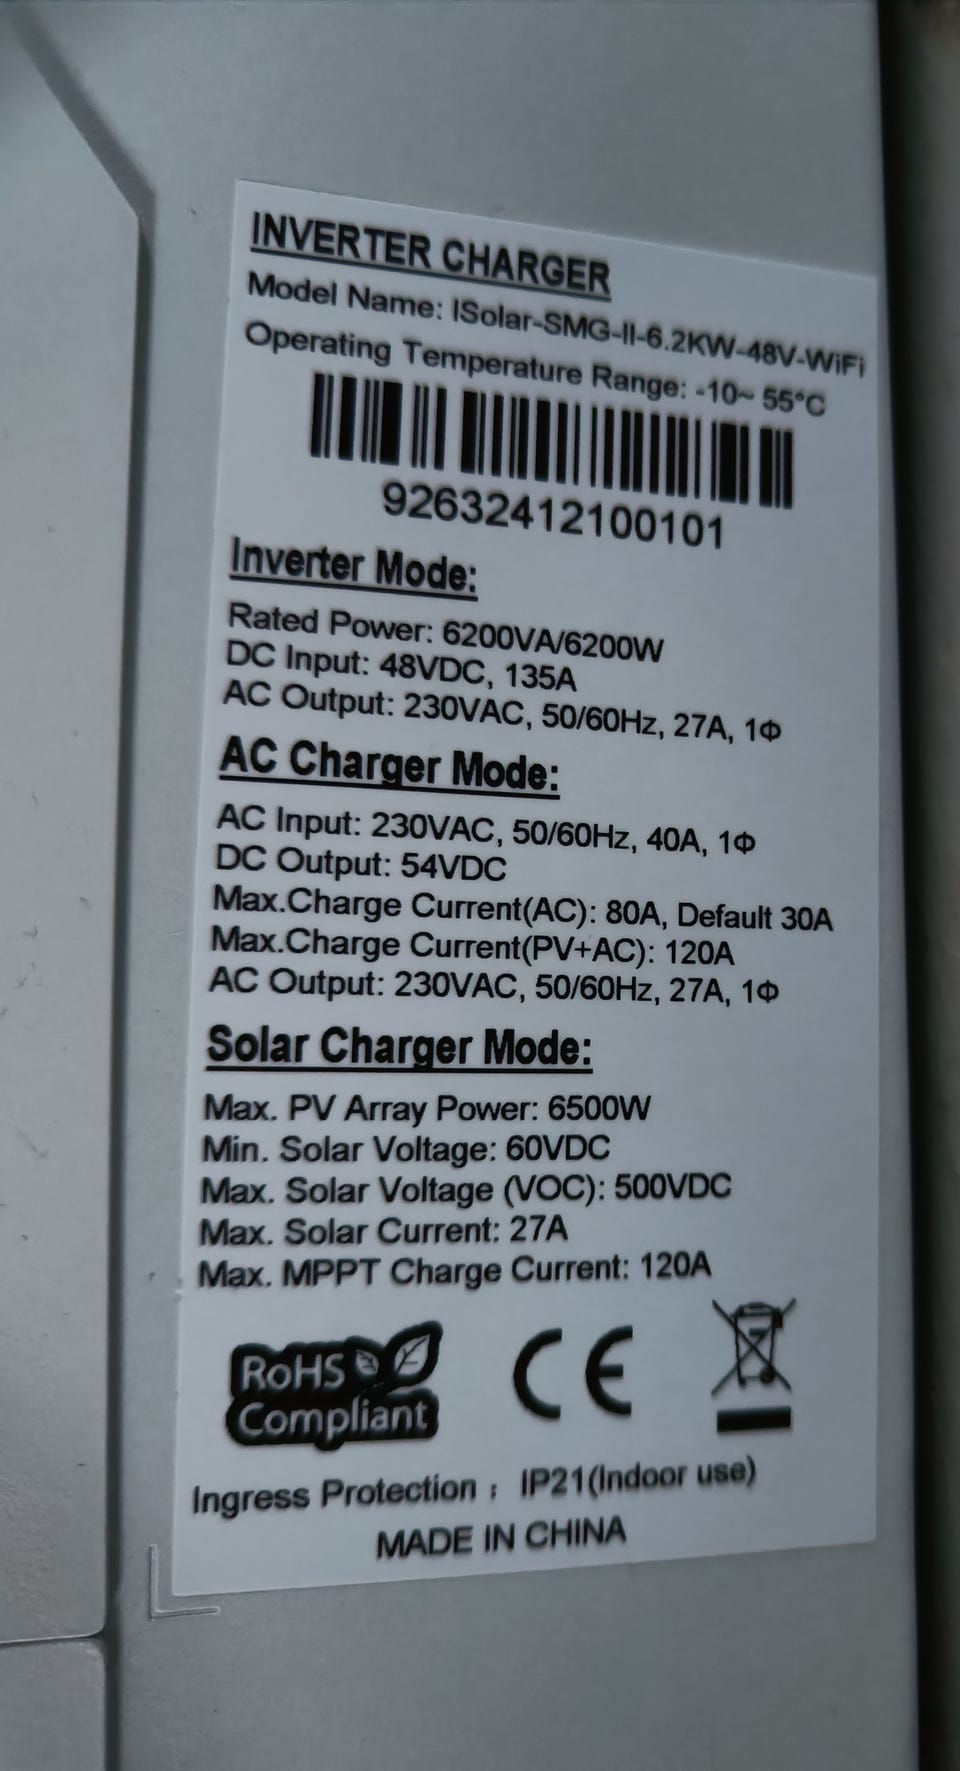 INVERTER CHARGER
Model Name: ISolar-SMG-II-6.2KW-48V-WiFi
Operating Temperature Range: -10~ 55°C
92632412100101
Inverter Mode:
Rated Power: 6200VA/6200W
DC Input: 48VDC, 135A
AC Output: 230VAC, 50/60Hz, 27A, 1Φ
AC Charger Mode:
AC Input: 230VAC, 50/60Hz, 40A, 1Φ
DC Output: 54VDC
Max.Charge Current(AC): 80A, Default 30A
Max.Charge Current(PV+AC): 120A
AC Output: 230VAC, 50/60Hz, 27A, 1Φ
Solar Charger Mode:
Max. PV Array Power: 6500W
Min. Solar Voltage: 60VDC
Max. Solar Voltage (VOC): 500VDC
Max. Solar Current: 27A
Max. MPPT Charge Current: 120A
RoHS
Compliant
CE
Ingress Protection： IP21(Indoor use)
MADE IN CHINA